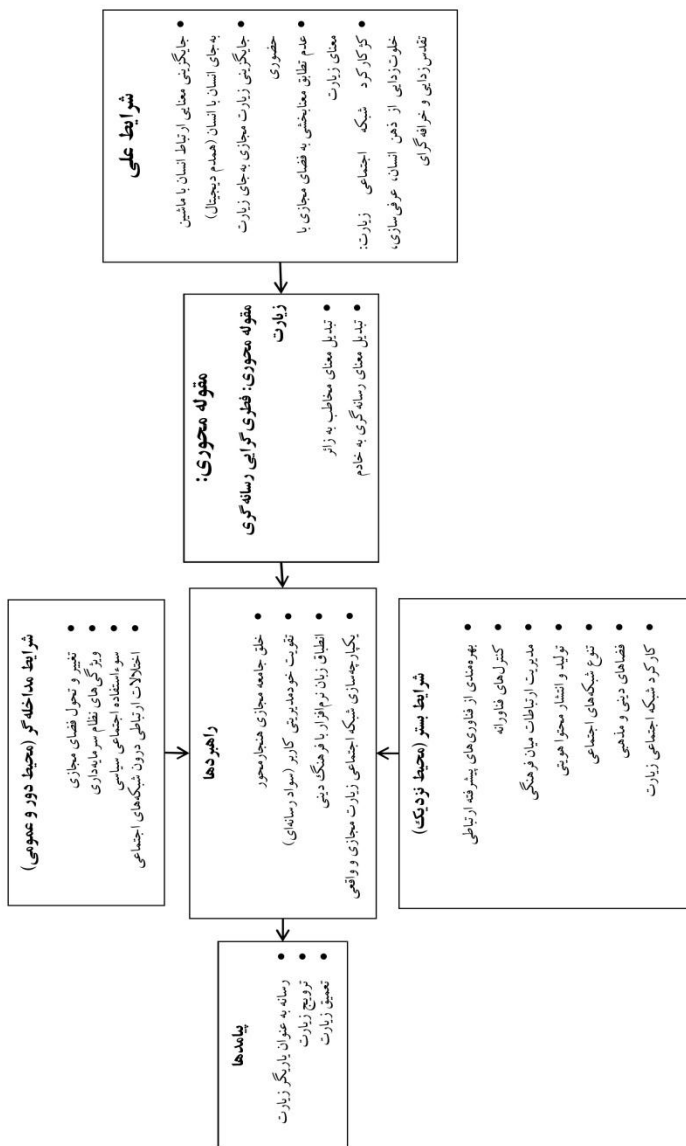 شرایط علی
● جایگزینی معنایی ارتباط انسان با ماشین
به‌جای انسان با انسان (همدم دیجیتال)
● جایگزینی زیارت مجازی به‌جای زیارت
حضوری
● عدم تطابق معنابخشی به فضای مجازی با
معنای زیارت
● کژکارکرد شبکه اجتماعی زیارت:
خلوت‌زدایی از ذهن انسان، عرفی‌سازی،
تقدس‌زدایی و خرافه‌گرای
مقوله محوری:
مقوله محوری: فطری گرایی رسانه‌گری
زیارت
● تبدیل معنای مخاطب به زائر
● تبدیل معنای رسانه‌گری به خادم
شرایط مداخله‌گر (محیط دور و عمومی)
● تغییر و تحول فضای مجازی
● ویژگی‌های نظام سرمایه‌داری
● سوءاستفاده اجتماعی سیاسی
● اختلالات ارتباطی درون شبکه‌های اجتماعی
راهبردها
● خلق جامعه مجازی هنجارمحور
● تقویت خودمدیریتی کاربر (سواد رسانه‌ای)
● انطباق زبان نرم‌افزار با فرهنگ دینی
● یکپارچه‌سازی شبکه اجتماعی زیارت مجازی و واقعی
شرایط بستر (محیط نزدیک)
● بهره‌مندی از فناوری‌های پیشرفته ارتباطی
● کنترل‌های فناورانه
● مدیریت ارتباطات میان فرهنگی
● تولید و انتشار محتوا هویتی
● تنوع شبکه‌های اجتماعی
● فضاهای دینی و مذهبی
● کارکرد شبکه اجتماعی زیارت
پیامدها
● رسانه به عنوان یاریگر زیارت
● ترویج زیارت
● تعمیق زیارت